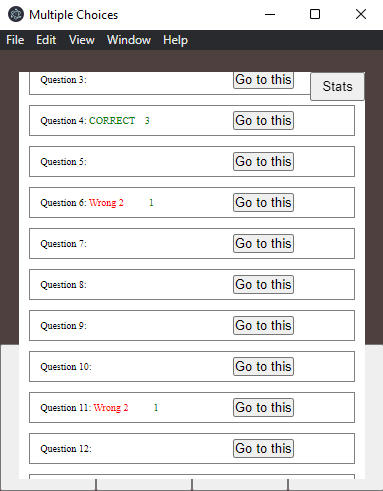 Multiple Choices
File Edit View Window Help
Question 3: Go to this Stats
Question 4: CORRECT 3 Go to this
Question 5: Go to this
Question 6: Wrong 2 1 Go to this
Question 7: Go to this
Question 8: Go to this
Question 9: Go to this
Question 10: Go to this
Question 11: Wrong 2 1 Go to this
Question 12: Go to this